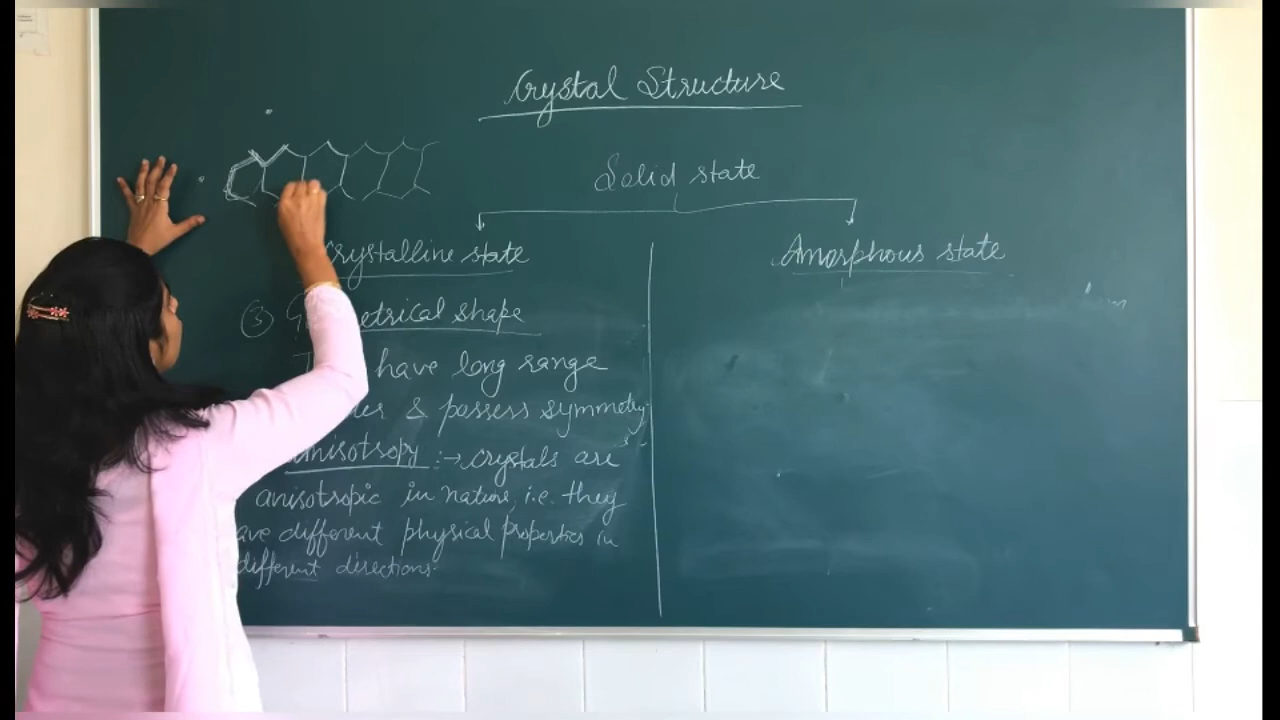 Crystal Structure
Solid state
Crystalline state
Amorphous state
③ G etrical shape
have long range
& possess symmetry
anisotropy :→ crystals are
anisotropic in nature, i.e. they
ave different physical properties in
different directions.